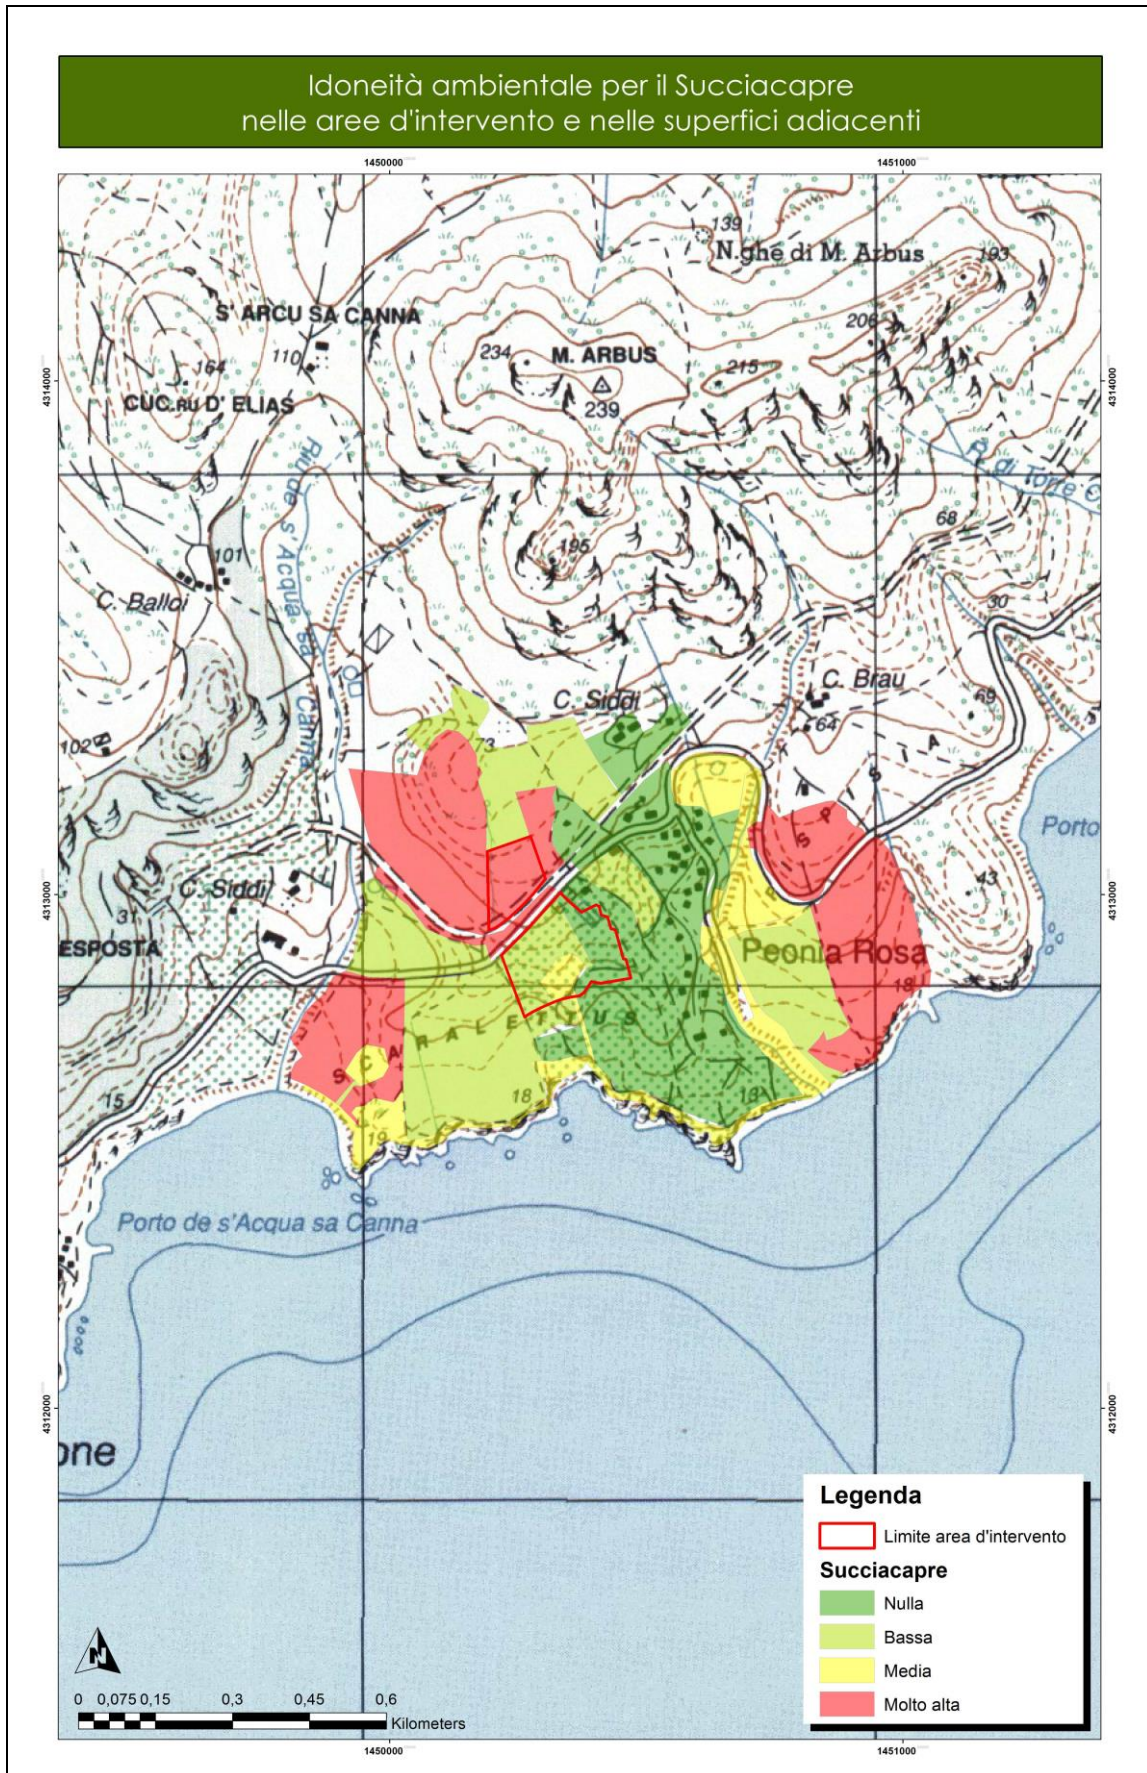 Idoneità ambientale per il Succiacapre
nelle aree d'intervento e nelle superfici adiacenti
1450000
1451000
139
N.ghe di M. Arbus
193
S' ARCU SA CANNA
206
110
234
M. ARBUS
215
164
239
4314000
4314000
CUC.RU D' ELIAS
Riu de s' Acqua sa Canna
R. di Torre
68
195
101
C. Balloi
30
C. Brau
C. Siddi
69
64
102
73
Porto
C. Siddi
43
4313000
4313000
31
ESPOSTA
Peonia Rosa
18
SCARALETTUS
15
18
13
19
Porto de s'Acqua sa Canna
4312000
4312000
one
Legenda
Limite area d'intervento
Succiacapre
Nulla
Bassa
Media
Molto alta
N
0 0,075 0,15 0,3 0,45 0,6
Kilometers
1450000
1451000